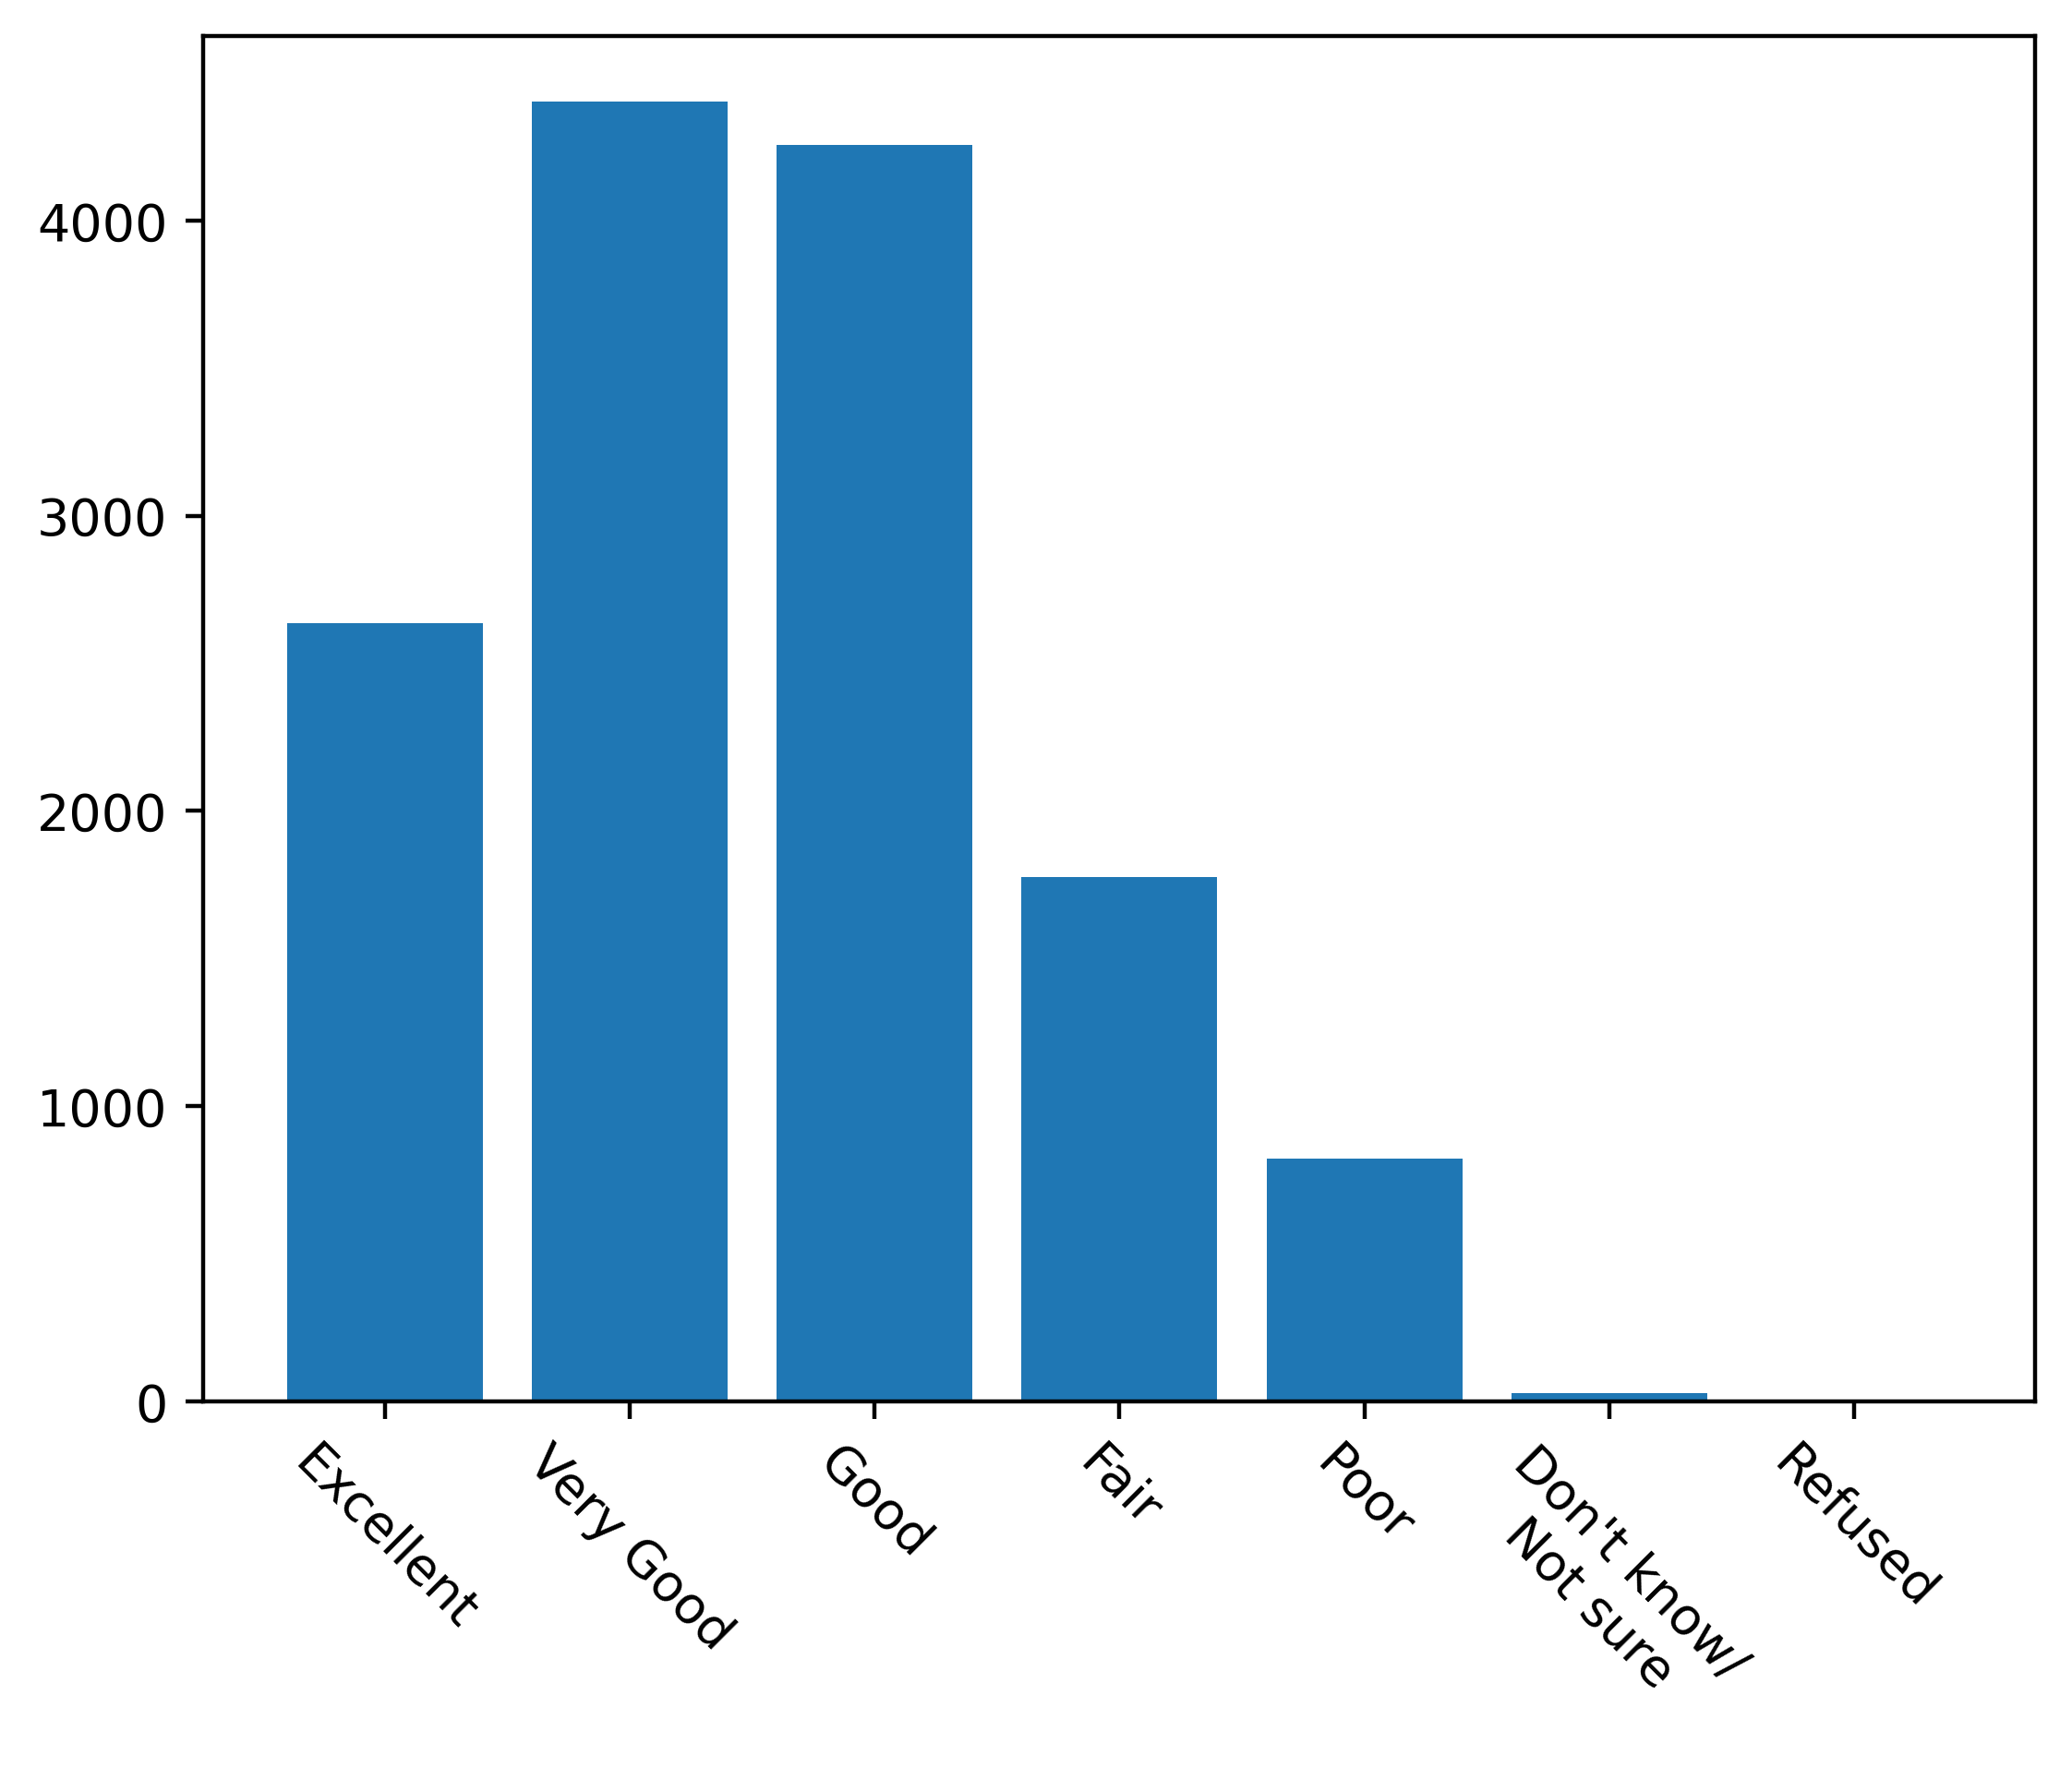 4000
3000
2000
1000
0
Excellent
Very Good
Good
Fair
Poor
Don't know/
Not sure
Refused